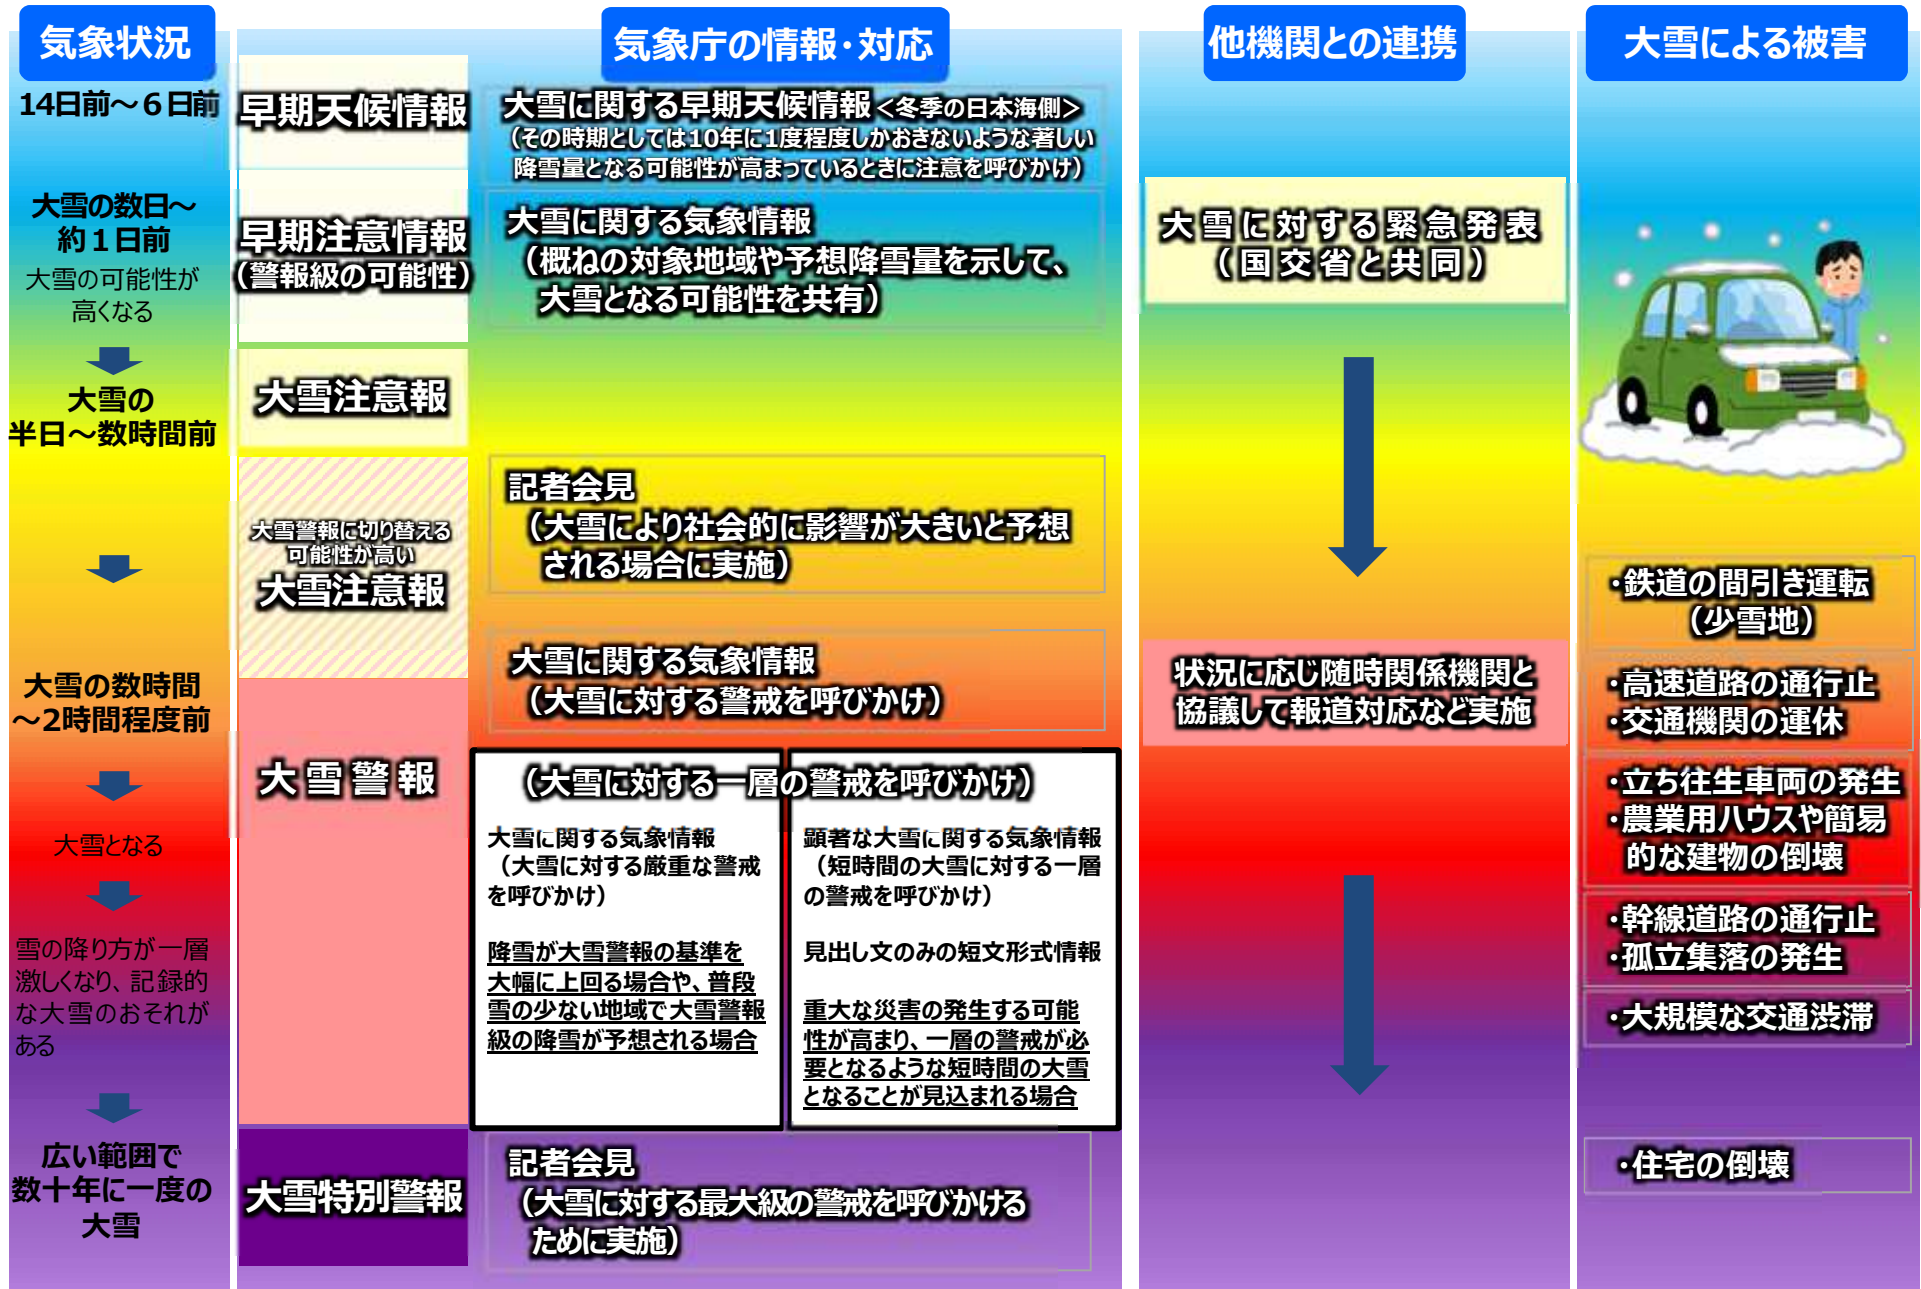 気象状況
14日前～６日前
大雪の数日～
約１日前
大雪の可能性が
高くなる
大雪の
半日～数時間前
大雪の数時間
～2時間程度前
大雪となる
雪の降り方が一層
激しくなり、記録的
な大雪のおそれが
ある
広い範囲で
数十年に一度の
大雪
気象庁の情報・対応
早期天候情報
大雪に関する早期天候情報＜冬季の日本海側＞
（その時期としては10年に1度程度しかおきないような著しい
降雪量となる可能性が高まっているときに注意を呼びかけ）
早期注意情報
（警報級の可能性）
大雪に関する気象情報
（概ねの対象地域や予想降雪量を示して、
大雪となる可能性を共有）
大雪注意報
大雪警報に切り替える
可能性が高い
大雪注意報
記者会見
（大雪により社会的に影響が大きいと予想
される場合に実施）
大雪に関する気象情報
（大雪に対する警戒を呼びかけ）
大雪警報
（大雪に対する一層の警戒を呼びかけ）
大雪に関する気象情報
（大雪に対する厳重な警戒
を呼びかけ）
降雪が大雪警報の基準を
大幅に上回る場合や、普段
雪の少ない地域で大雪警報
級の降雪が予想される場合
顕著な大雪に関する気象情報
（短時間の大雪に対する一層
の警戒を呼びかけ）
見出し文のみの短文形式情報
重大な災害の発生する可能
性が高まり、一層の警戒が必
要となるような短時間の大雪
となることが見込まれる場合
大雪特別警報
記者会見
（大雪に対する最大級の警戒を呼びかける
ために実施）
他機関との連携
大雪に対する緊急発表
（国交省と共同）
状況に応じ随時関係機関と
協議して報道対応など実施
大雪による被害
・鉄道の間引き運転
（少雪地）
・高速道路の通行止
・交通機関の運休
・立ち往生車両の発生
・農業用ハウスや簡易
的な建物の倒壊
・幹線道路の通行止
・孤立集落の発生
・大規模な交通渋滞
・住宅の倒壊